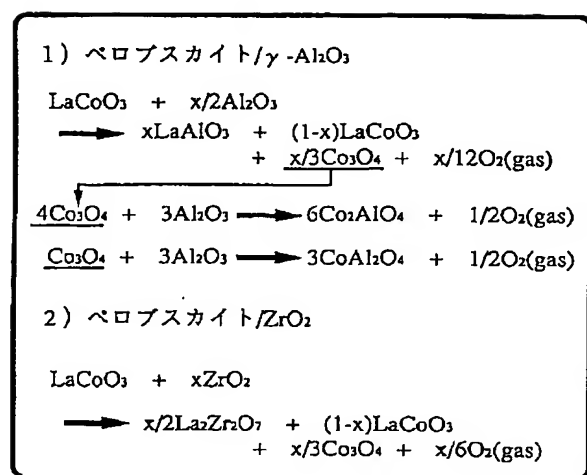 1) ペロブスカイト/γ-Al₂O₃
LaCoO₃ + x/2Al₂O₃
xLaAlO₃ + (1-x)LaCoO₃
+ x/3Co₃O₄ + x/12O₂(gas)
4Co₃O₄ + 3Al₂O₃ → 6Co₂AlO₄ + 1/2O₂(gas)
Co₃O₄ + 3Al₂O₃ → 3CoAl₂O₄ + 1/2O₂(gas)
2) ペロブスカイト/ZrO₂
LaCoO₃ + xZrO₂
x/2La₂Zr₂O₇ + (1-x)LaCoO₃
+ x/3Co₃O₄ + x/6O₂(gas)